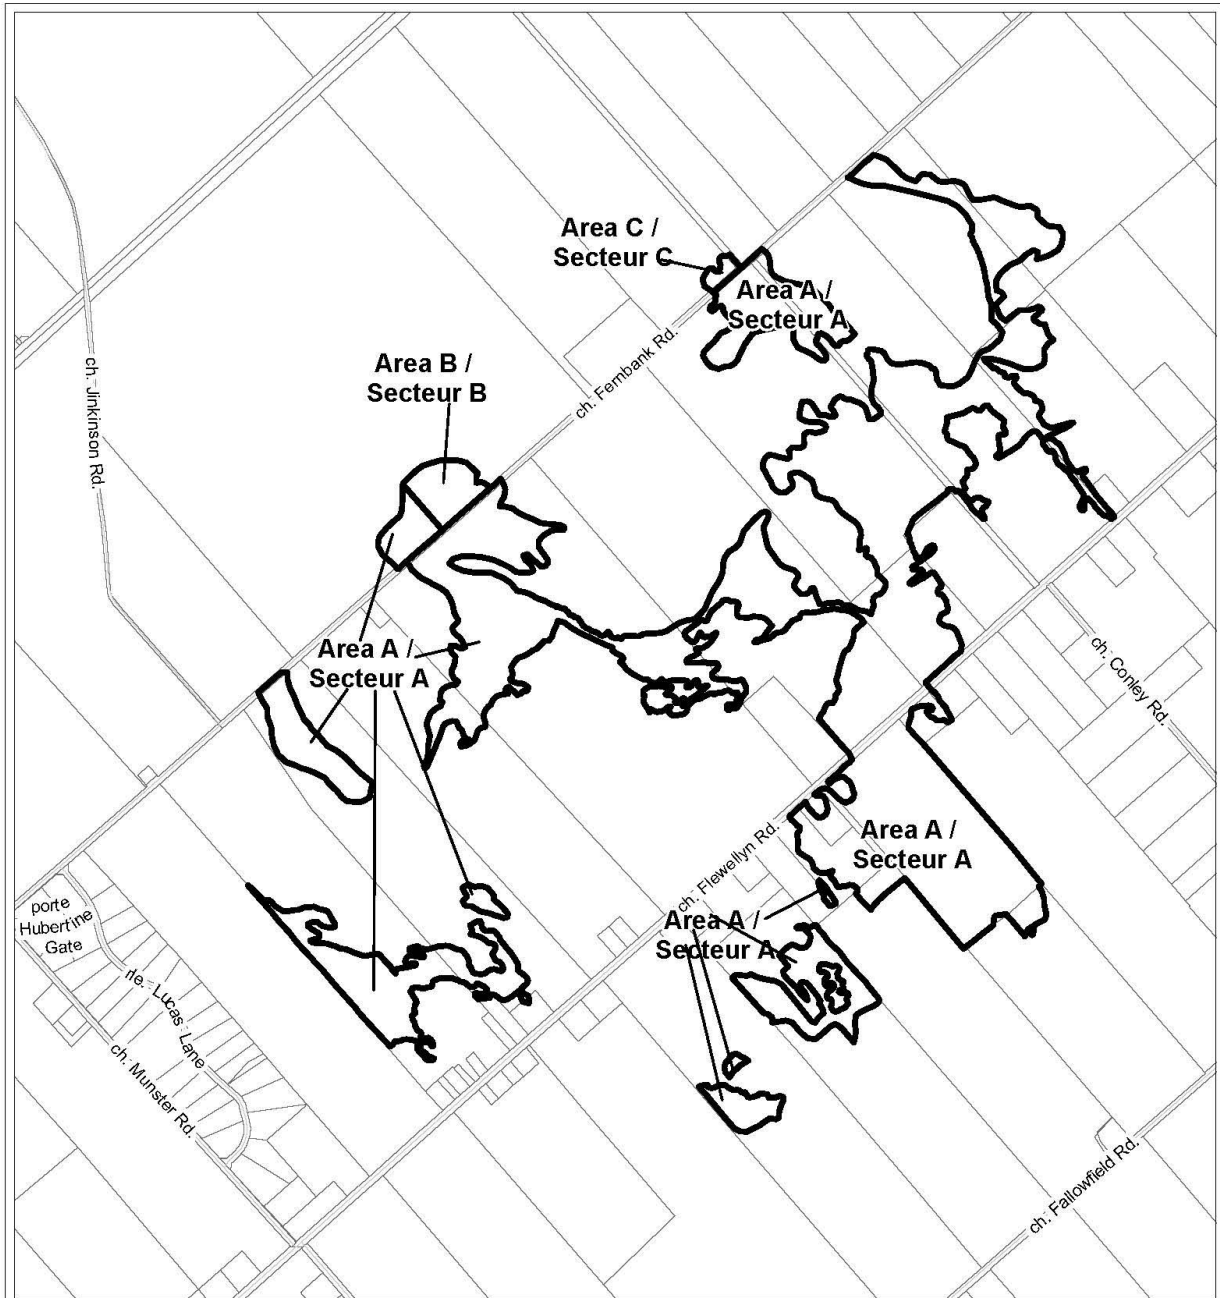 Area C /
Secteur C
Area A /
Secteur A
ch. Fernbank Rd.
Area B /
Secteur B
ch. Jinkinson Rd.
Area A /
Secteur A
ch. Conley Rd.
Area A /
Secteur A
ch. Flewellyn Rd.
Area A /
Secteur A
porte
Hubertine
Gate
rle. Lucas Lane
ch. Munster Rd.
ch. Fallowfield Rd.